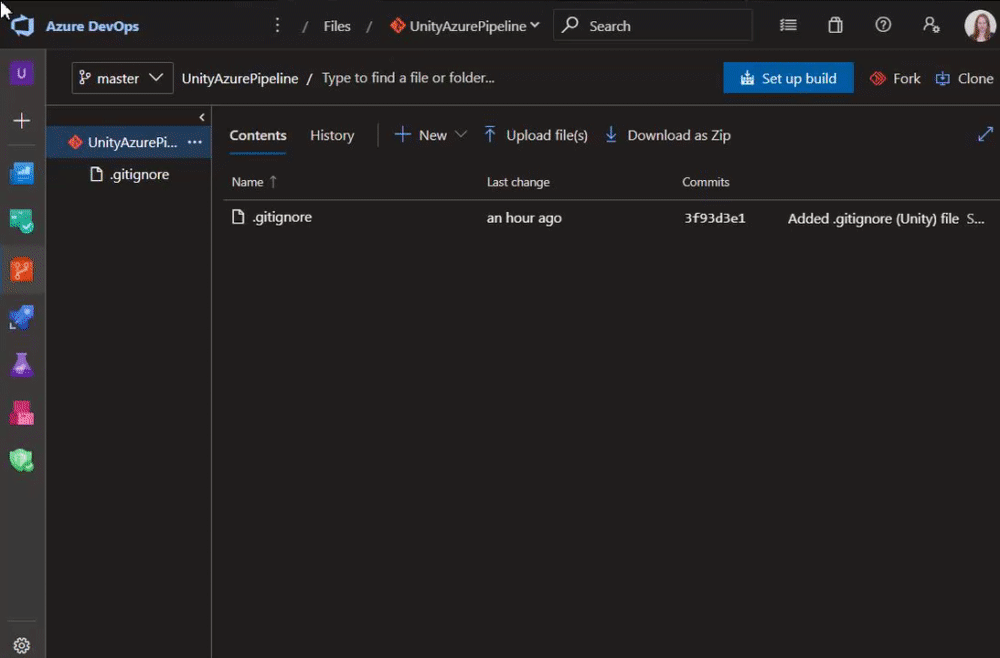 Azure DevOps / Files / UnityAzurePipeline Search
U master UnityAzurePipeline / Type to find a file or folder... Set up build Fork Clone
UnityAzurePi... Contents History New Upload file(s) Download as Zip
.gitignore
Name Last change Commits
.gitignore an hour ago 3f93d3e1 Added .gitignore (Unity) file S...